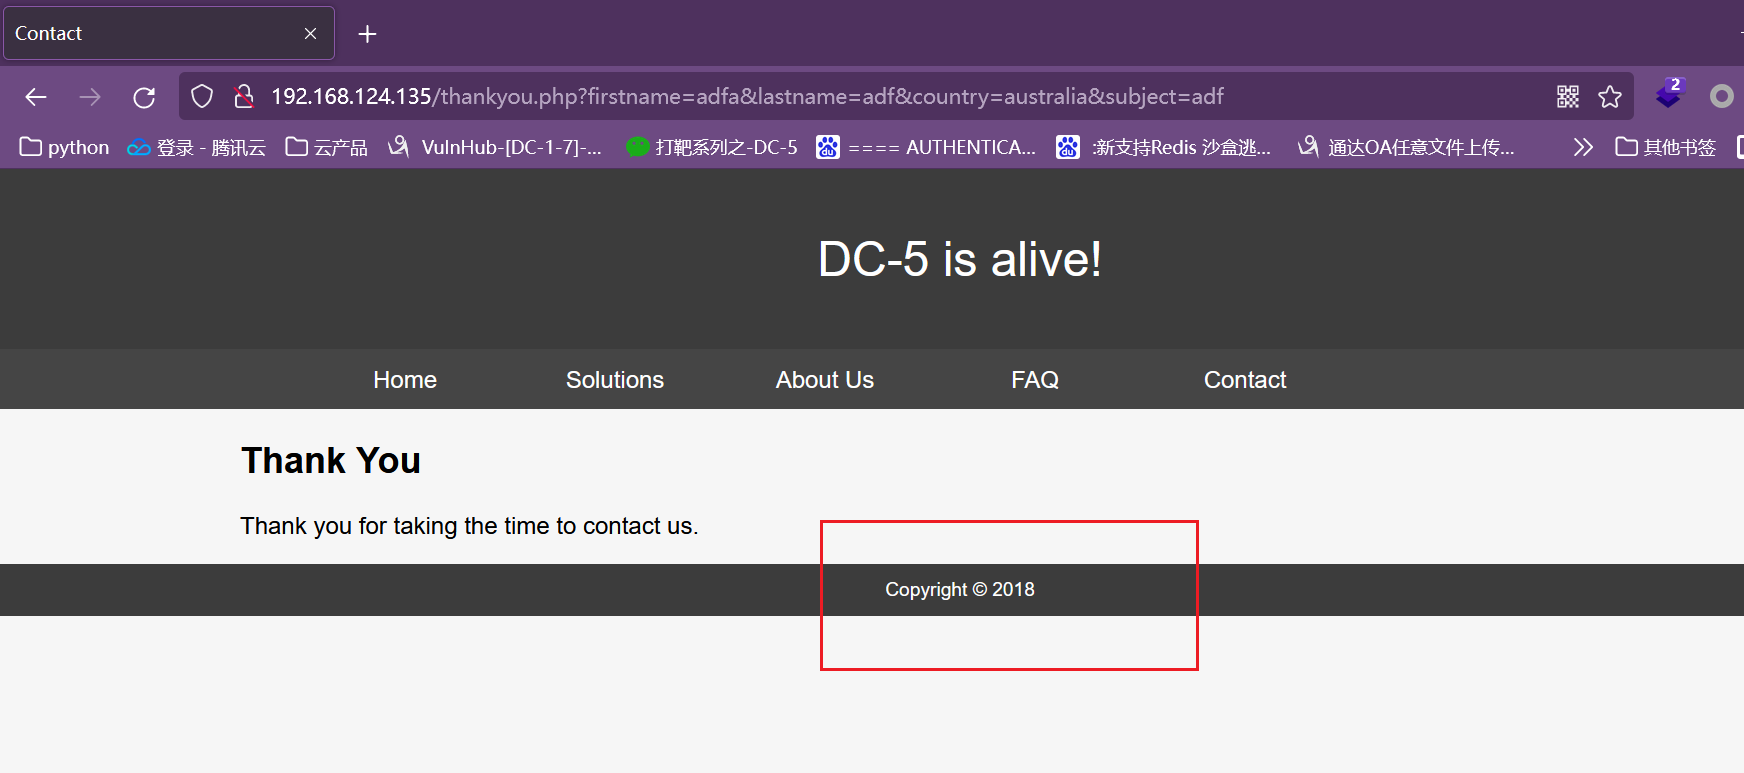 Contact
192.168.124.135/thankyou.php?firstname=adfa&lastname=adf&country=australia&subject=adf
2
python 登录 - 腾讯云 云产品 VulnHub-[DC-1-7]-... 打靶系列之-DC-5 ==== AUTHENTICA... :新支持Redis 沙盒逃... 通达OA任意文件上传... 其他书签
DC-5 is alive!
Home Solutions About Us FAQ Contact
Thank You
Thank you for taking the time to contact us.
Copyright © 2018